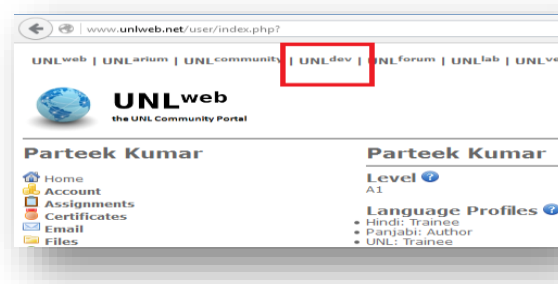 www.unlweb.net/user/index.php?
UNLweb | UNLarium | UNLcommunity | UNLdev | UNLforum | UNLlab | UNLve
UNLweb
the UNL Community Portal
Parteek Kumar
Home
Account
Assignments
Certificates
Email
Files
Parteek Kumar
Level
A1
Language Profiles
Hindi: Trainee
Panjabi: Author
UNL: Trainee